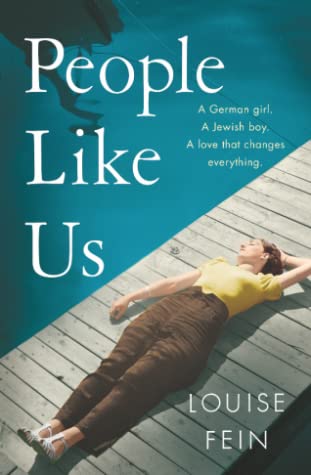 People
Like
Us
A German girl.
A Jewish boy.
A love that changes
everything.
LOUISE
FEIN